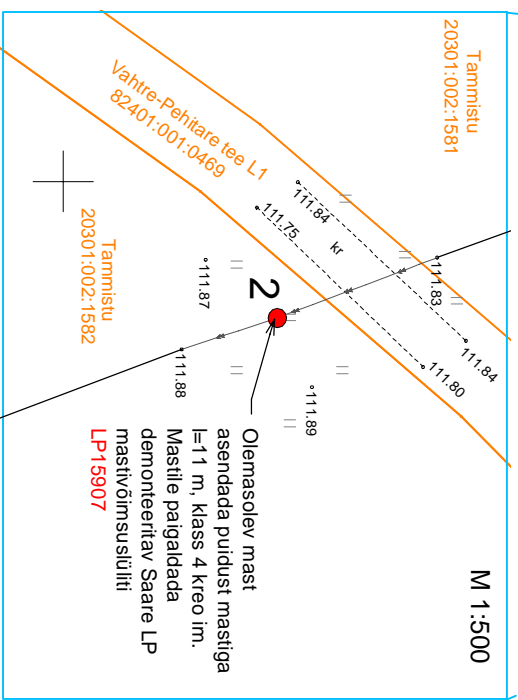 M 1:500
Tammistu
20301:002:1581
Vahtre-Pehitare tee L1
82401:001:0469
111.84
111.75
kr
111.83
111.84
111.80
Tammistu
20301:002:1582
111.87
2
111.88
111.89
Olemasolev mast
asendada puidust mastiga
l=11 m, klass 4 kreo im.
Mastile paigaldada
demonteeritav Saare LP
mastivõimsuslüliti
LP15907